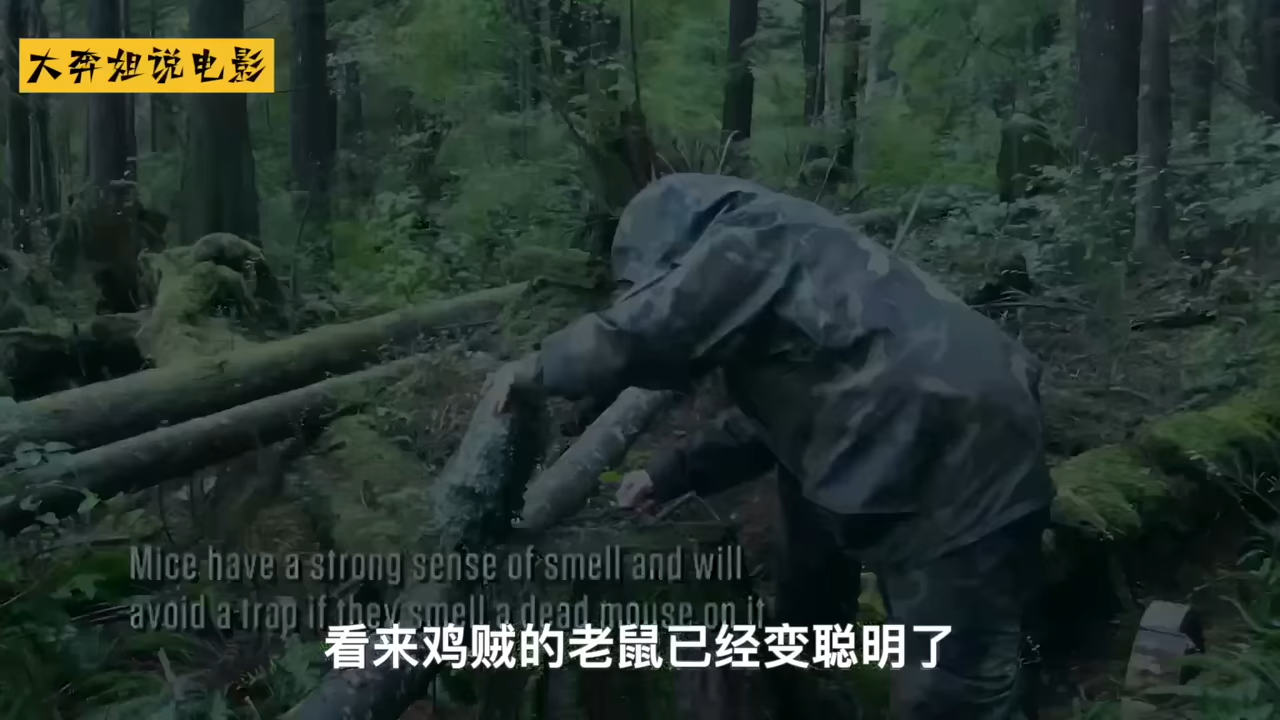 大奔姐说电影
Mice have a strong sense of smell and will
avoid a trap if they smell a dead mouse on it
看来鸡贼的老鼠已经变聪明了